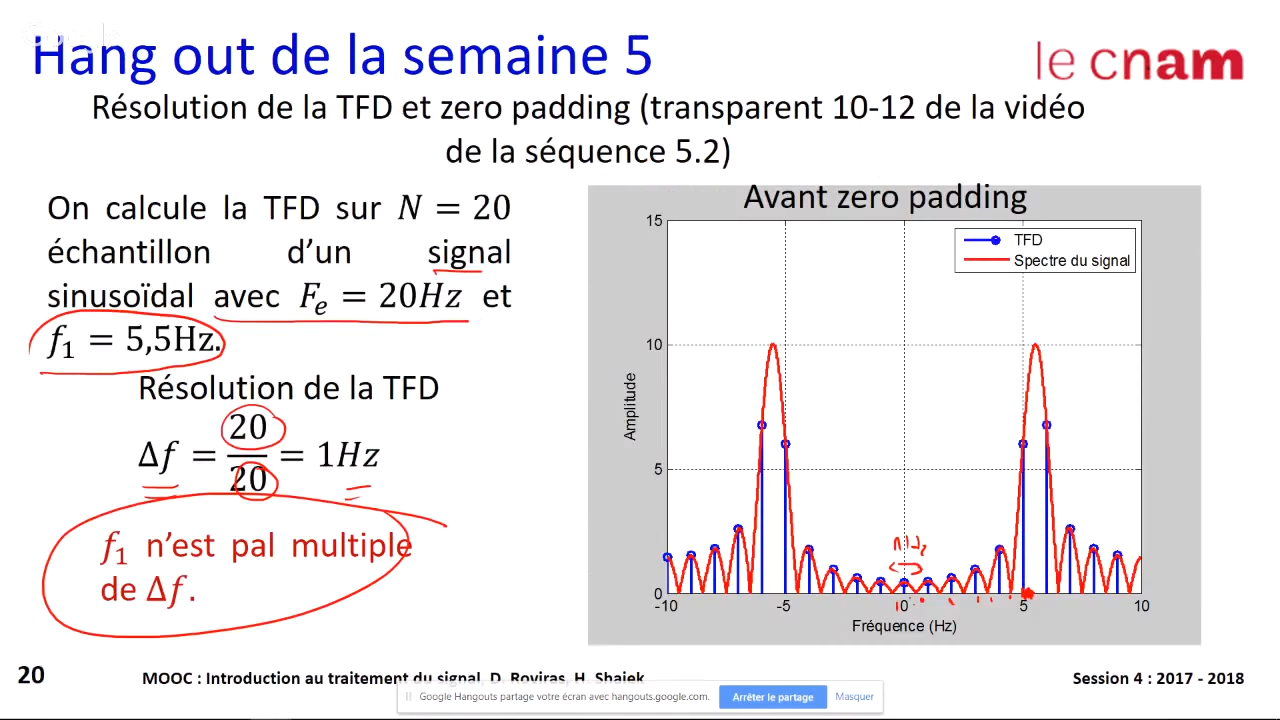 Hang out de la semaine 5
le cnam
Résolution de la TFD et zero padding (transparent 10-12 de la vidéo
de la séquence 5.2)
On calcule la TFD sur N = 20
échantillon d'un signal
sinusoïdal avec Fe = 20Hz et
f1 = 5,5Hz.
Résolution de la TFD
Δf = 20/20 = 1Hz
f1 n'est pal multiple
de Δf.
Avant zero padding
15
TFD
Spectre du signal
10
Amplitude
5
0
-10 -5 0 5 10
Fréquence (Hz)
20
MOOC : Introduction au traitement du signal, D. Roviras, H. Shaiek
Session 4 : 2017 - 2018
Google Hangouts partage votre écran avec hangouts.google.com.
Arrêter le partage
Masquer